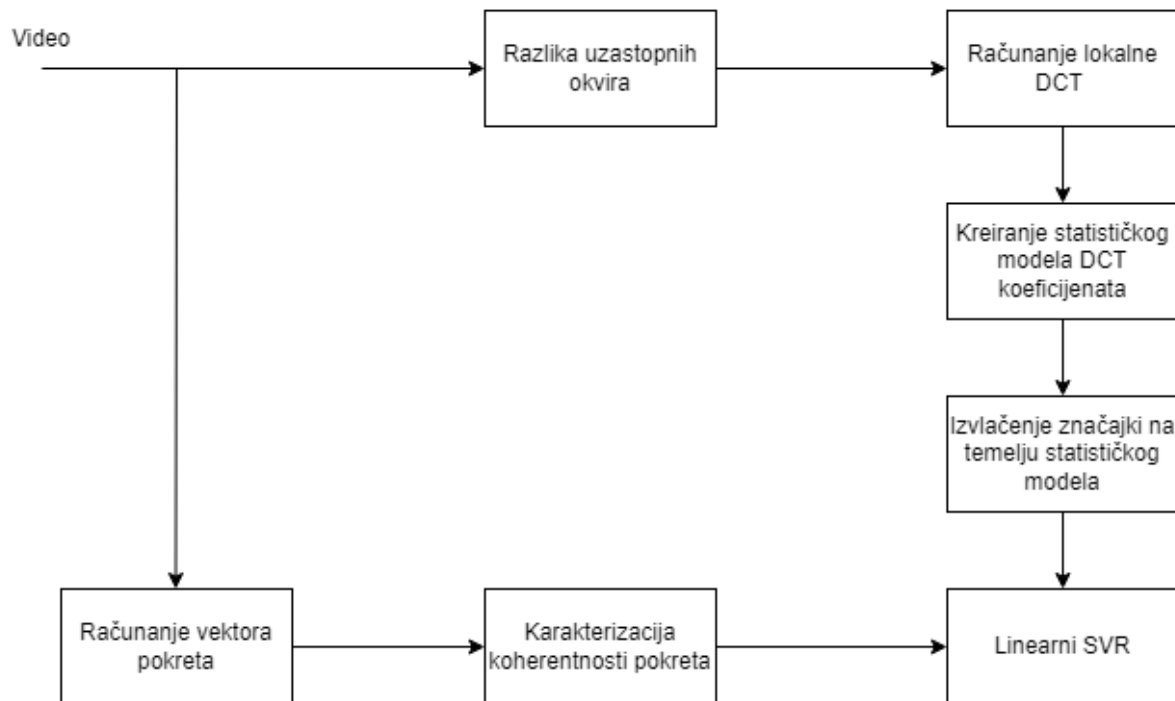 Video
Razlika uzastopnih
okvira
Računanje lokalne
DCT
Kreiranje statističkog
modela DCT
koeficijenata
Izvlačenje značajki na
temelju statističkog
modela
Računanje vektora
pokreta
Karakterizacija
koherentnosti pokreta
Linearni SVR